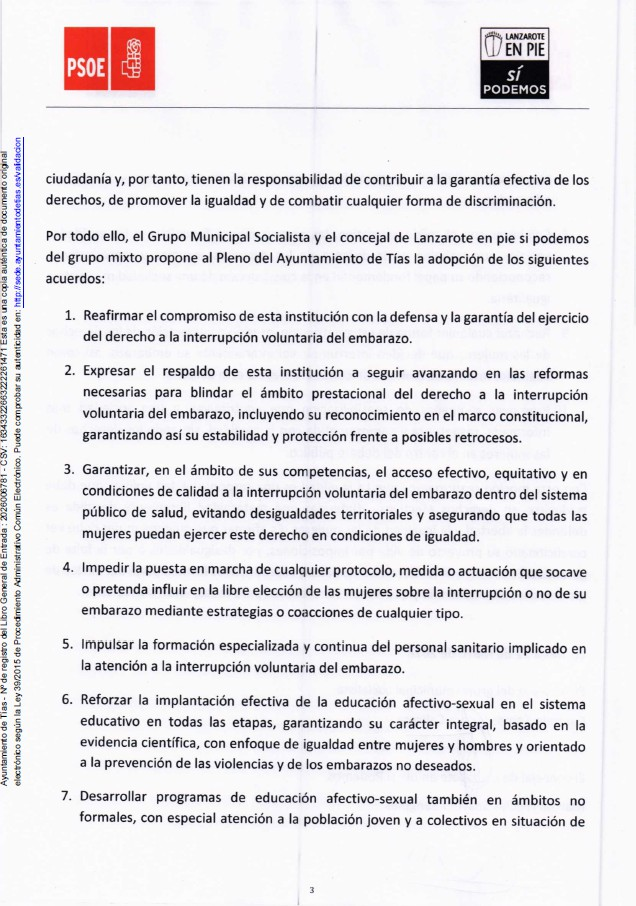 PSOE
LANZAROTE
EN PIE
sí
PODEMOS
ciudadanía y, por tanto, tienen la responsabilidad de contribuir a la garantía efectiva de los
derechos, de promover la igualdad y de combatir cualquier forma de discriminación.
Por todo ello, el Grupo Municipal Socialista y el concejal de Lanzarote en pie si podemos
del grupo mixto propone al Pleno del Ayuntamiento de Tías la adopción de los siguientes
acuerdos:
1. Reafirmar el compromiso de esta institución con la defensa y la garantía del ejercicio
del derecho a la interrupción voluntaria del embarazo.
2. Expresar el respaldo de esta institución a seguir avanzando en las reformas
necesarias para blindar el ámbito prestacional del derecho a la interrupción
voluntaria del embarazo, incluyendo su reconocimiento en el marco constitucional,
garantizando así su estabilidad y protección frente a posibles retrocesos.
3. Garantizar, en el ámbito de sus competencias, el acceso efectivo, equitativo y en
condiciones de calidad a la interrupción voluntaria del embarazo dentro del sistema
público de salud, evitando desigualdades territoriales y asegurando que todas las
mujeres puedan ejercer este derecho en condiciones de igualdad.
4. Impedir la puesta en marcha de cualquier protocolo, medida o actuación que socave
o pretenda influir en la libre elección de las mujeres sobre la interrupción o no de su
embarazo mediante estrategias o coacciones de cualquier tipo.
5. Impulsar la formación especializada y continua del personal sanitario implicado en
la atención a la interrupción voluntaria del embarazo.
6. Reforzar la implantación efectiva de la educación afectivo-sexual en el sistema
educativo en todas las etapas, garantizando su carácter integral, basado en la
evidencia científica, con enfoque de igualdad entre mujeres y hombres y orientado
a la prevención de las violencias y de los embarazos no deseados.
7. Desarrollar programas de educación afectivo-sexual también en ámbitos no
formales, con especial atención a la población joven y a colectivos en situación de
3
Ayuntamiento de Tías - Nº de registro del Libro General de Entrada : 2026006781 - CSV: 16343322663222261471 Esta es una copia auténtica de documento original
electrónico según la Ley 39/2015 de Procedimiento Administrativo Común Electrónico. Puede comprobar su autenticidad en: http://sede.ayuntamientodetias.es/validacion